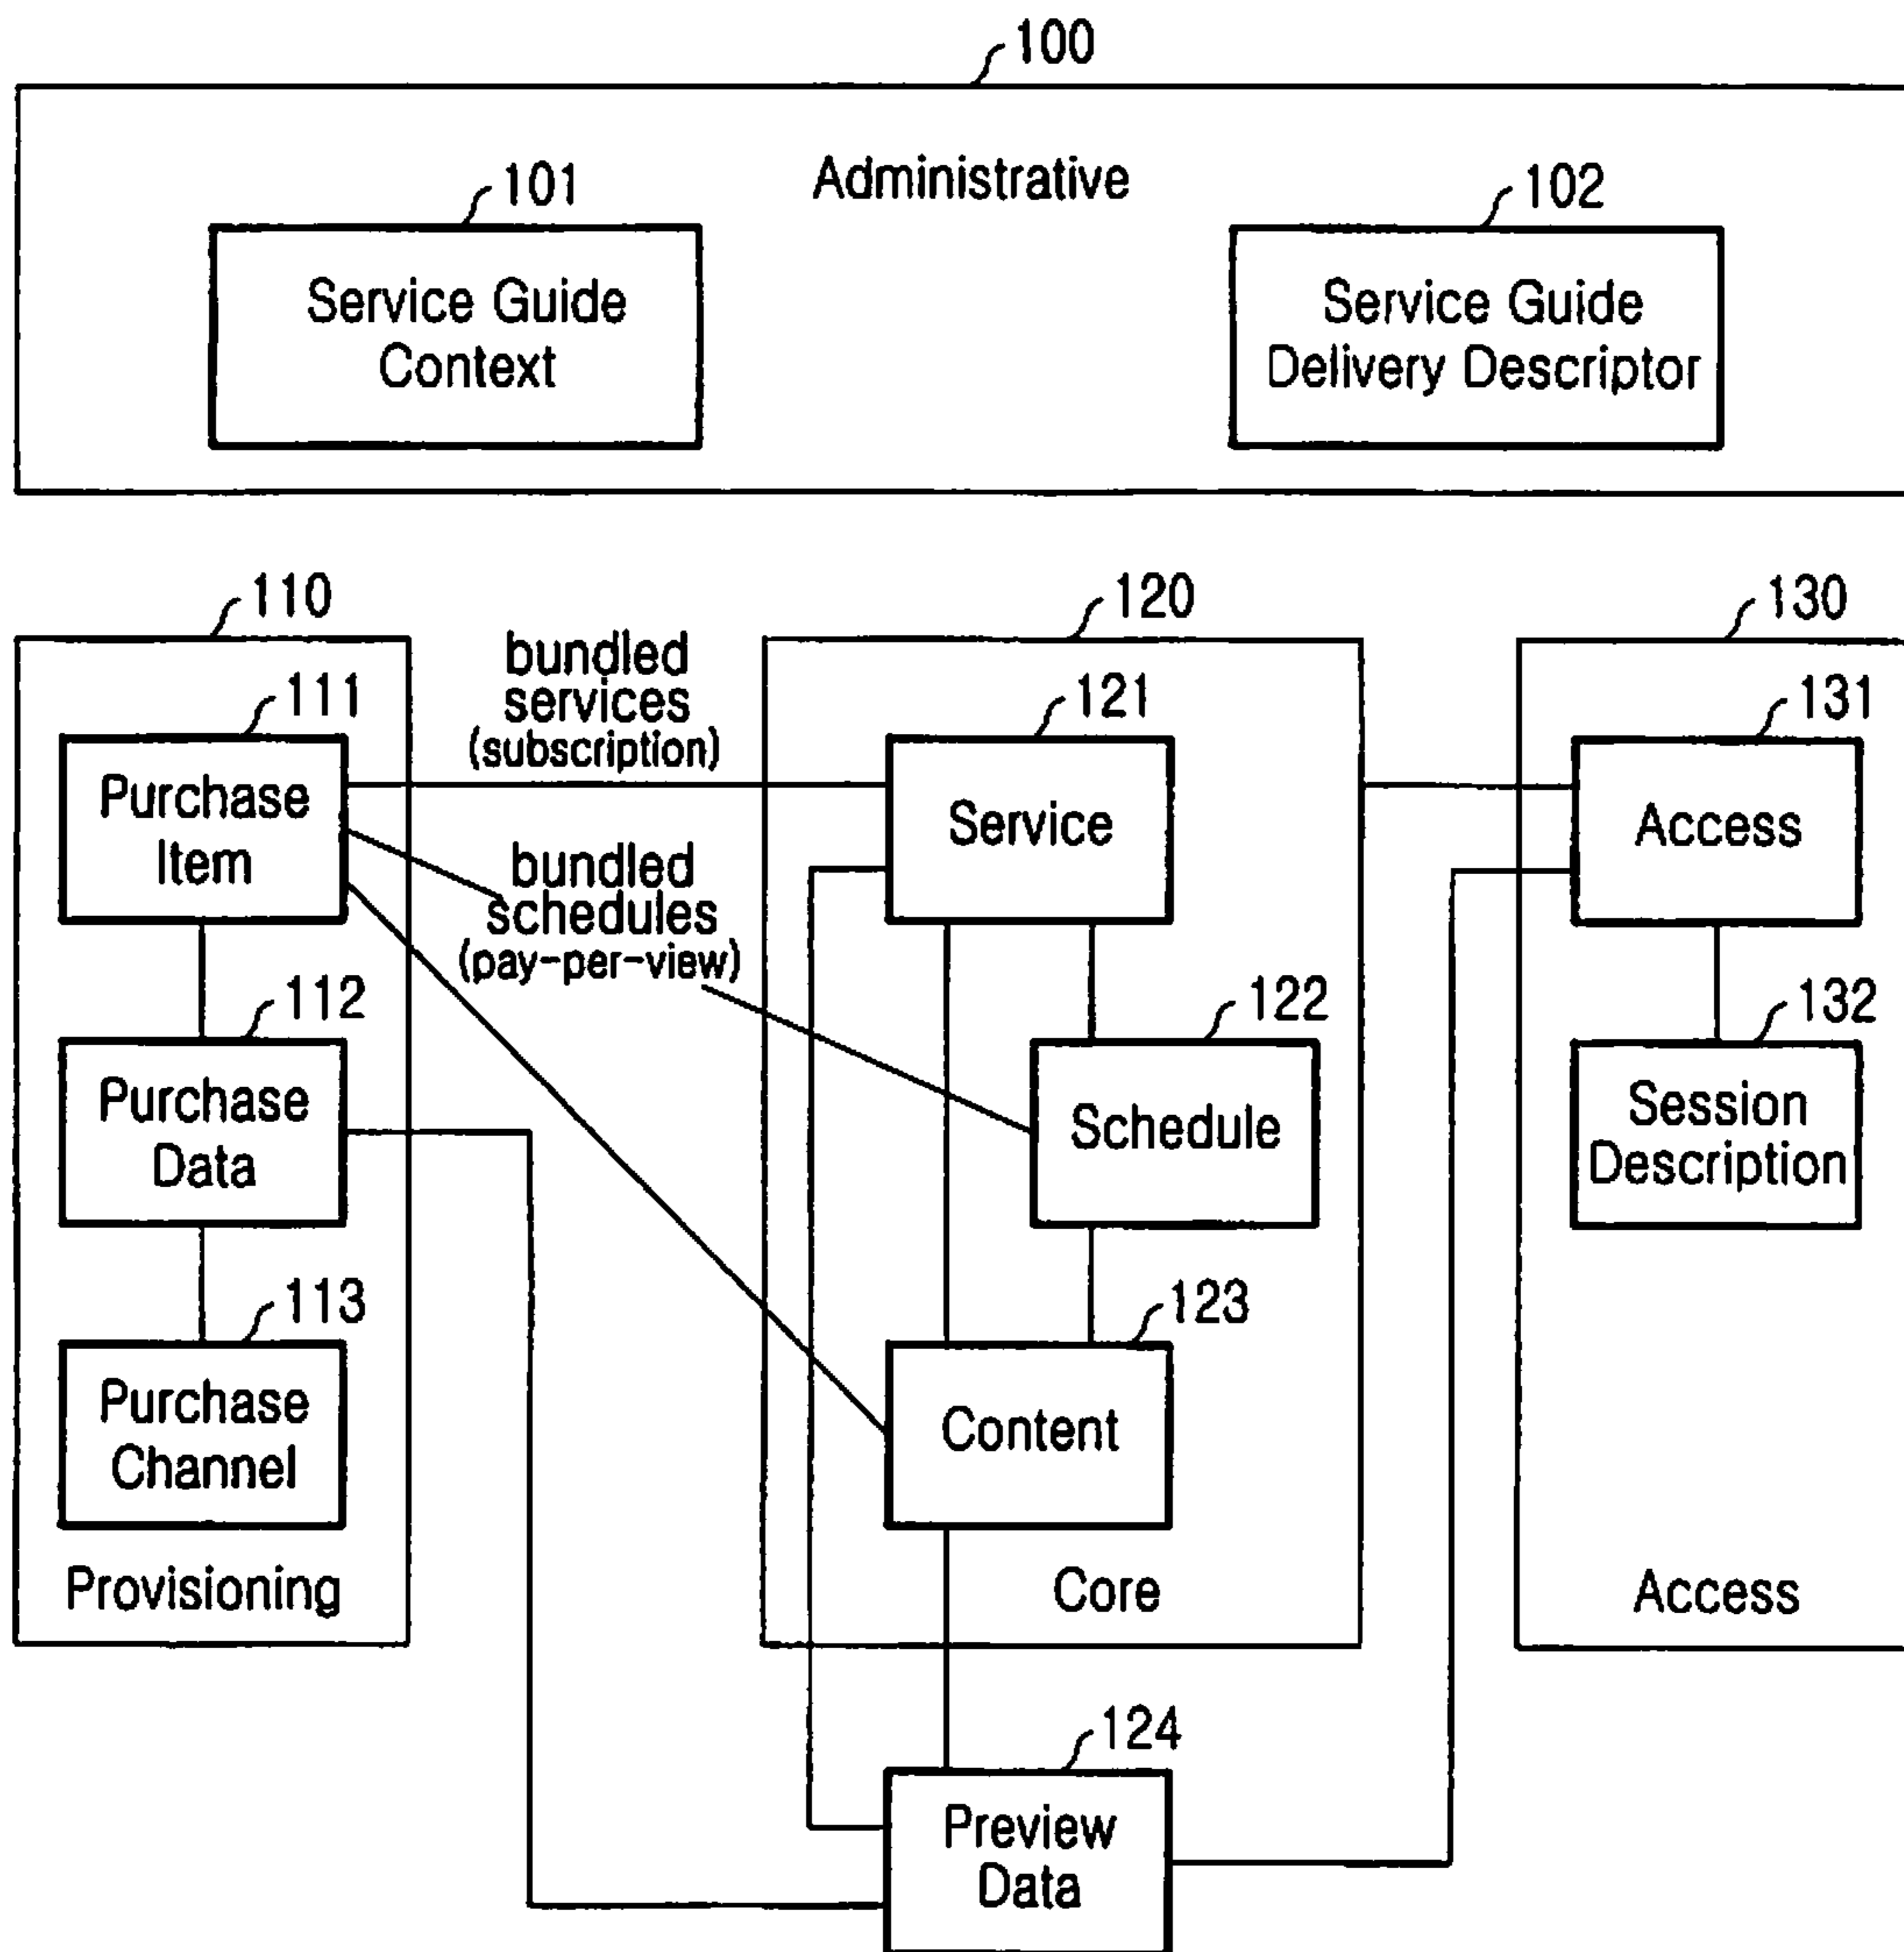 100
Administrative
101
Service Guide
Context
102
Service Guide
Delivery Descriptor
110
111
Purchase
Item
112
Purchase
Data
113
Purchase
Channel
Provisioning
bundled
services
(subscription)
bundled
schedules
(pay-per-view)
120
121
Service
122
Schedule
123
Content
Core
124
Preview
Data
130
131
Access
132
Session
Description
Access